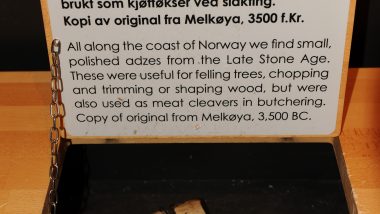 brukt som kjøttøkser ved slakting.
Kopi av original fra Melkøya, 3500 f.Kr.
All along the coast of Norway we find small,
polished adzes from the Late Stone Age.
These were useful for felling trees, chopping
and trimming or shaping wood, but were
also used as meat cleavers in butchering.
Copy of original from Melkøya, 3,500 BC.